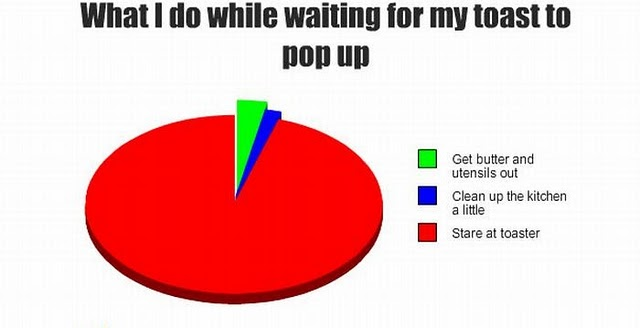 What I do while waiting for my toast to
pop up
Get butter and
utensils out
Clean up the kitchen
a little
Stare at toaster